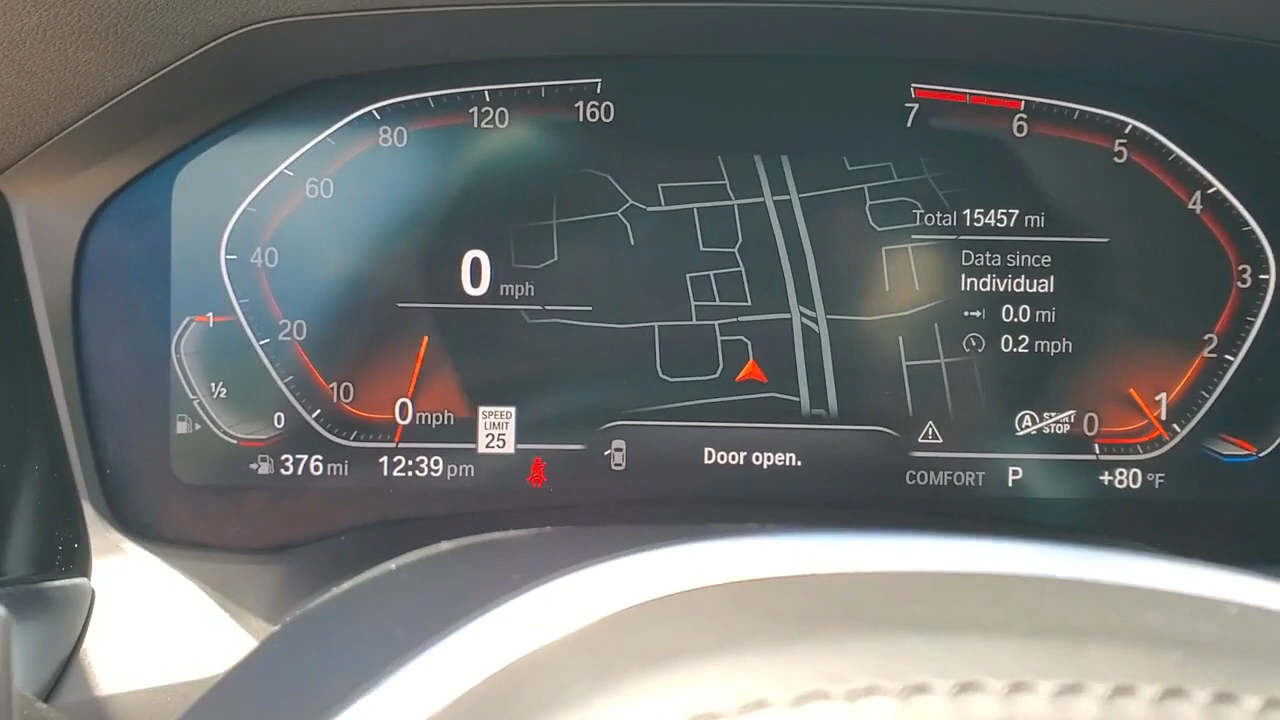 160
120
80
60
40
20
10
0 mph
0 mph
1
½
0
SPEED
LIMIT
25
376 mi
12:39 pm
Door open.
7
6
5
4
3
2
1
0
Total 15457 mi
Data since
Individual
0.0 mi
0.2 mph
A
START
STOP
COMFORT P
+80 °F